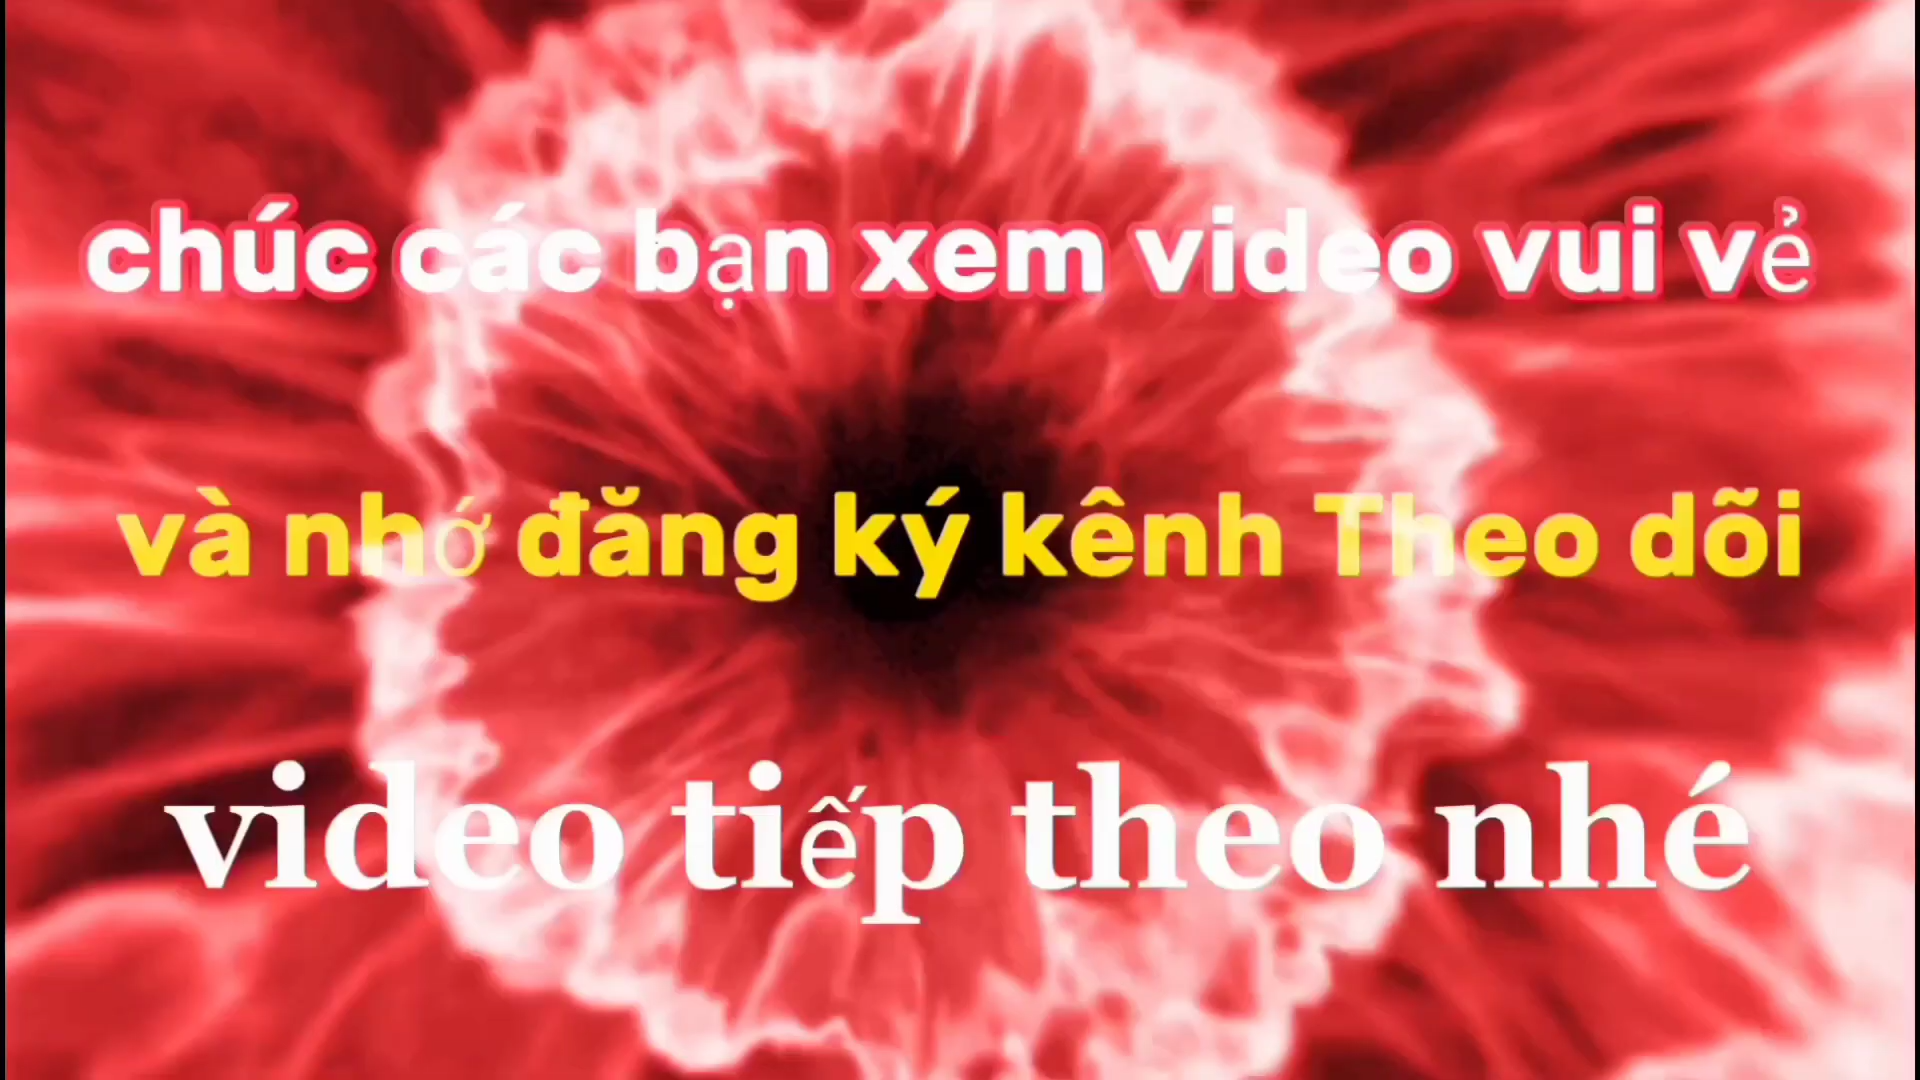 chúc các bạn xem video vui vẻ
và nhớ đăng ký kênh Theo dõi
video tiếp theo nhé